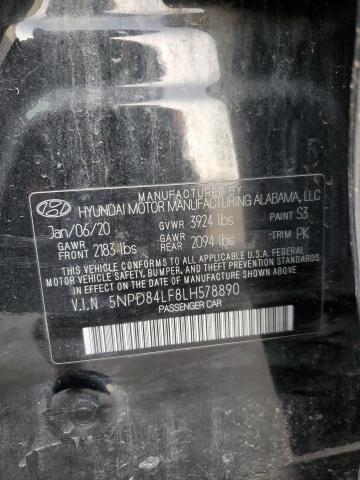 MANUFACTURED BY
HYUNDAI MOTOR MANUFACTURING ALABAMA, LLC
Jan/06/20 GVWR 3924 lbs PAINT S3
GAWR FRONT 2183 lbs GAWR REAR 2094 lbs TRIM PK
THIS VEHICLE CONFORMS TO ALL APPLICABLE U.S. FEDERAL
MOTOR VEHICLE SAFETY, BUMPER, AND THEFT PREVENTION STANDARDS
IN EFFECT ON THE DATE OF MANUFACTURE SHOWN ABOVE.
V.I.N 5NPD84LF8LH578890
PASSENGER CAR